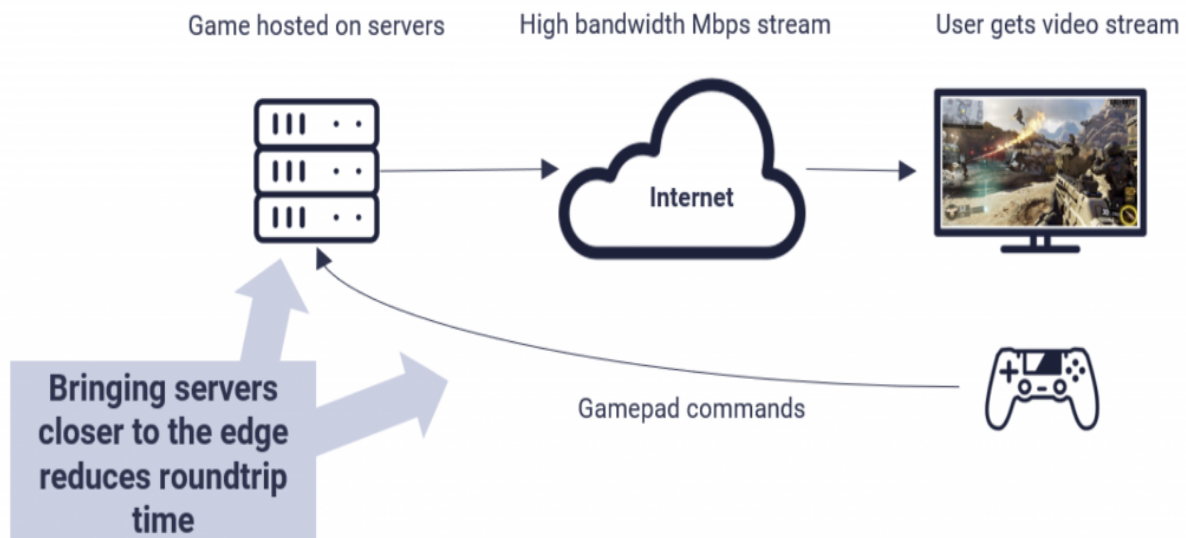 Game hosted on servers
High bandwidth Mbps stream
User gets video stream
Internet
Gamepad commands
Bringing servers
closer to the edge
reduces roundtrip
time